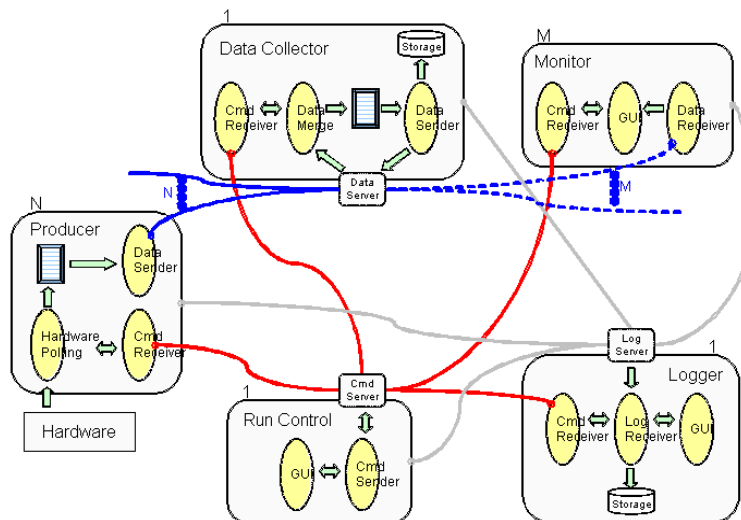 1
Data Collector
Storage
Cmd
Receiver
Data
Merge
Data
Sender
Data
Server
M
Monitor
Cmd
Receiver
GUI
Data
Receiver
N
M
N
Producer
Data
Sender
Hardware
Polling
Cmd
Receiver
Hardware
Cmd
Server
1
Run Control
GUI
Cmd
Sender
Log
Server
1
Logger
Cmd
Receiver
Log
Receiver
GUI
Storage